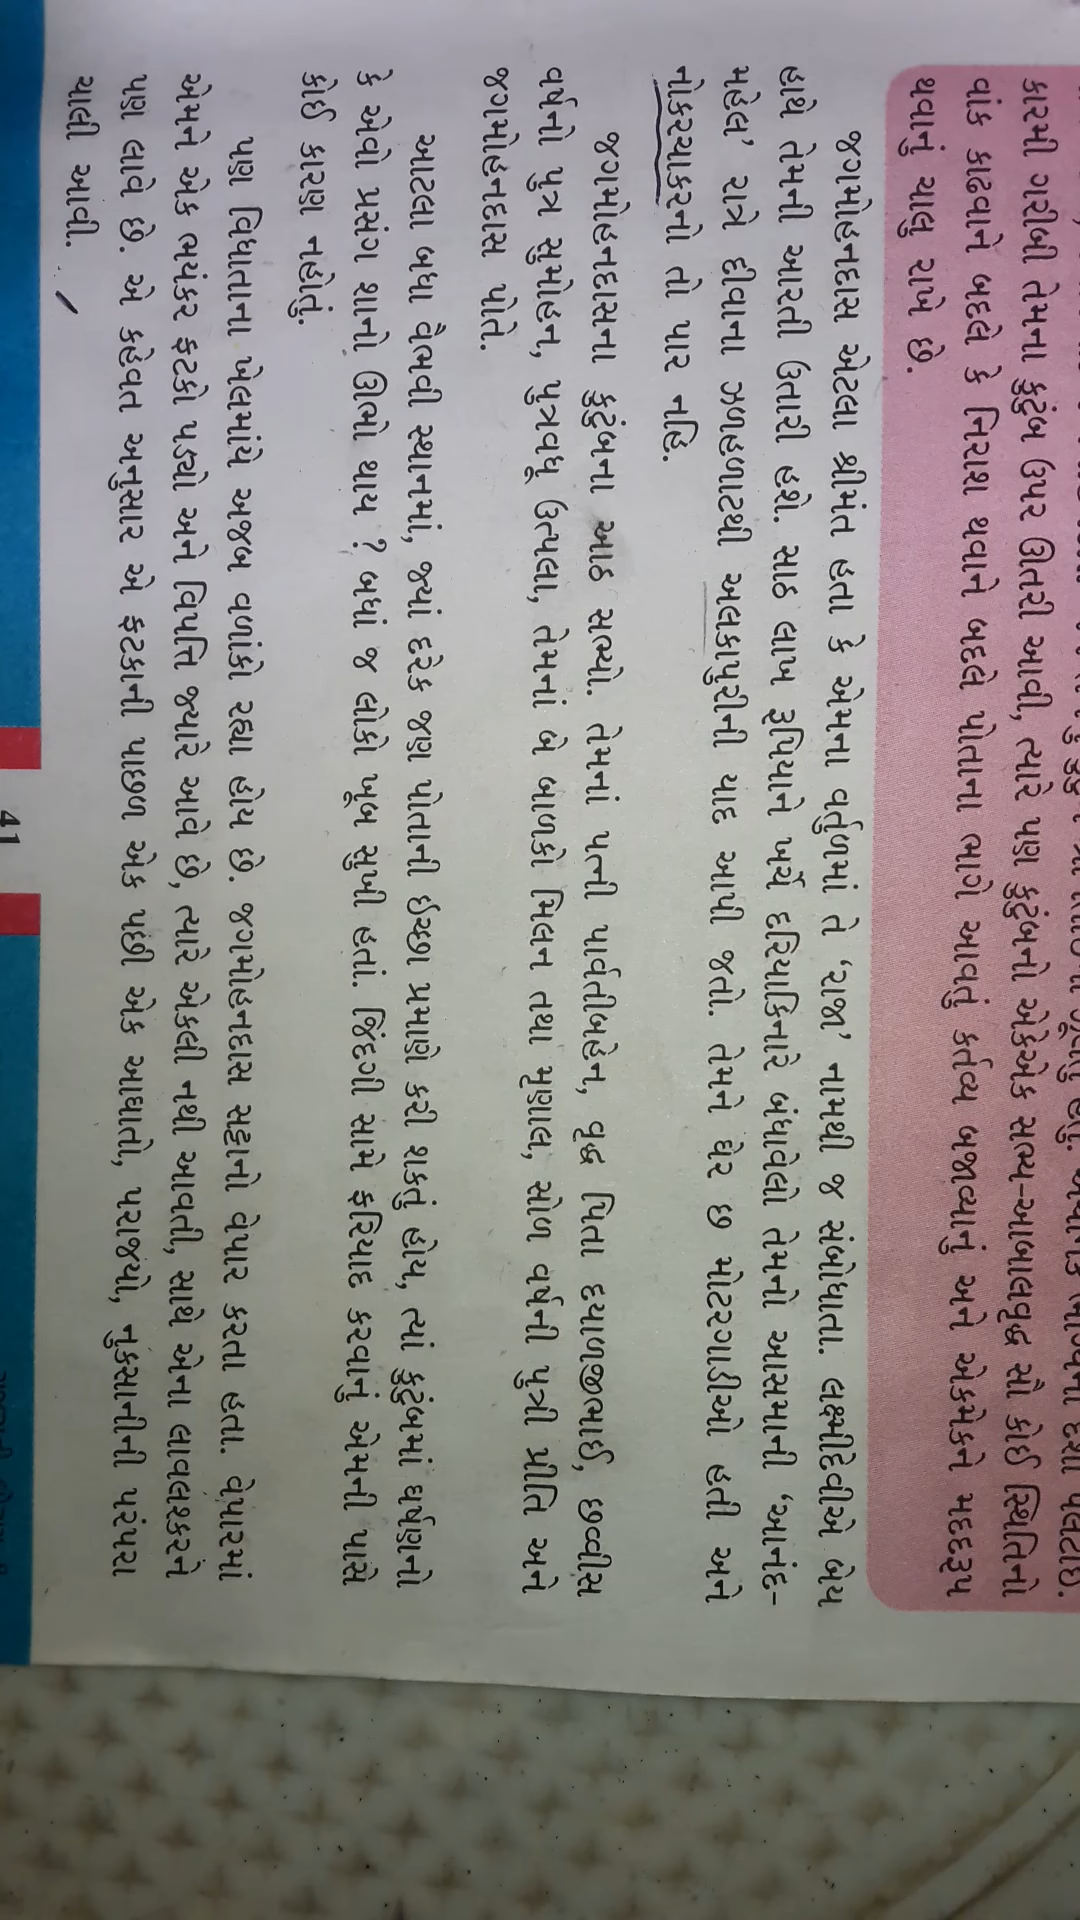 પલટાઈ.
કારમી ગરીબી તેમના કુટુંબ ઉપર ઊતરી આવી, ત્યારે પણ કુટુંબનો એકેએક સભ્ય-આબાલવૃદ્ધ સૌ કોઈ સ્થિતિનો
વાંક કાઢવાને બદલે કે નિરાશ થવાને બદલે પોતાના ભાગે આવતું કર્તવ્ય બજાવ્યાનું અને એકમેકને મદદરૂપ
થવાનું ચાલુ રાખે છે.
જગમોહનદાસ એટલા શ્રીમંત હતા કે એમના વર્તુળમાં તે ‘રાજા’ નામથી જ સંબોધાતા. લક્ષ્મીદેવીએ બેય
હાથે તેમની આરતી ઉતારી હશે. સાઠ લાખ રૂપિયાને ખર્ચે દરિયાકિનારે બંધાવેલો તેમનો આસમાની ‘આનંદ-
મહેલ’ રાત્રે દીવાના ઝળહળાટથી અલકાપુરીની યાદ આપી જતો. તેમને ઘેર છ મોટરગાડીઓ હતી અને
નોકરચાકરનો તો પાર નહિ.
જગમોહનદાસના કુટુંબના આઠ સભ્યો. તેમનાં પત્ની પાર્વતીબહેન, વૃદ્ધ પિતા દયાળજીભાઈ, છવ્વીસ
વર્ષનો પુત્ર સુમોહન, પુત્રવધૂ ઉત્પલા, તેમનાં બે બાળકો મિલન તથા મૃણાલ, સોળ વર્ષની પુત્રી પ્રીતિ અને
જગમોહનદાસ પોતે.
આટલા બધા વૈભવી સ્થાનમાં, જ્યાં દરેક જણ પોતાની ઈચ્છા પ્રમાણે કરી શકતું હોય, ત્યાં કુટુંબમાં ઘર્ષણનો
કે એવો પ્રસંગ શાનો ઊભો થાય ? બધાં જ લોકો ખૂબ સુખી હતાં. જિંદગી સામે ફરિયાદ કરવાનું એમની પાસે
કોઈ કારણ નહોતું.
પણ વિધાતાના ખેલમાંયે અજબ વળાંકો રહ્યા હોય છે. જગમોહનદાસ સટ્ટાનો વેપાર કરતા હતા. વેપારમાં
એમને એક ભયંકર ફટકો પડ્યો અને વિપત્તિ જ્યારે આવે છે, ત્યારે એકલી નથી આવતી, સાથે એના લાવલશ્કરને
પણ લાવે છે. એ કહેવત અનુસાર એ ફટકાની પાછળ એક પછી એક આઘાતો, પરાજયો, નુકસાનીની પરંપરા
ચાલી આવી.
41